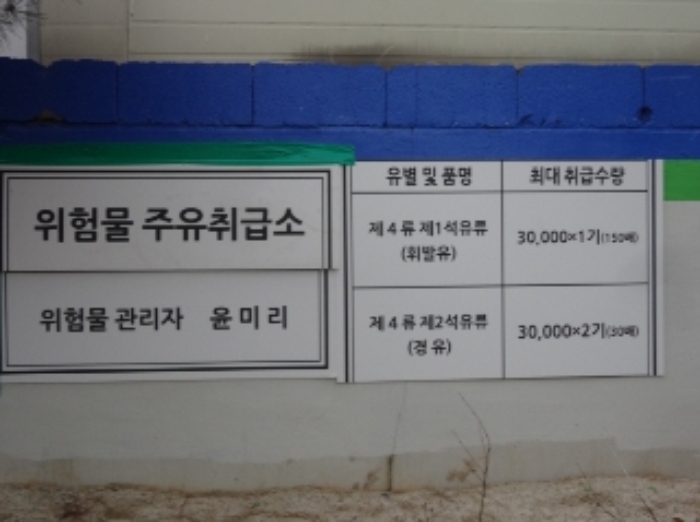 위험물 주유취급소
위험물 관리자 윤미리
유별 및 품명 최대 취급수량
제4류 제1석유류
(휘발유)
30,000×1기(150배)
제4류 제2석유류
(경유)
30,000×2기(30배)